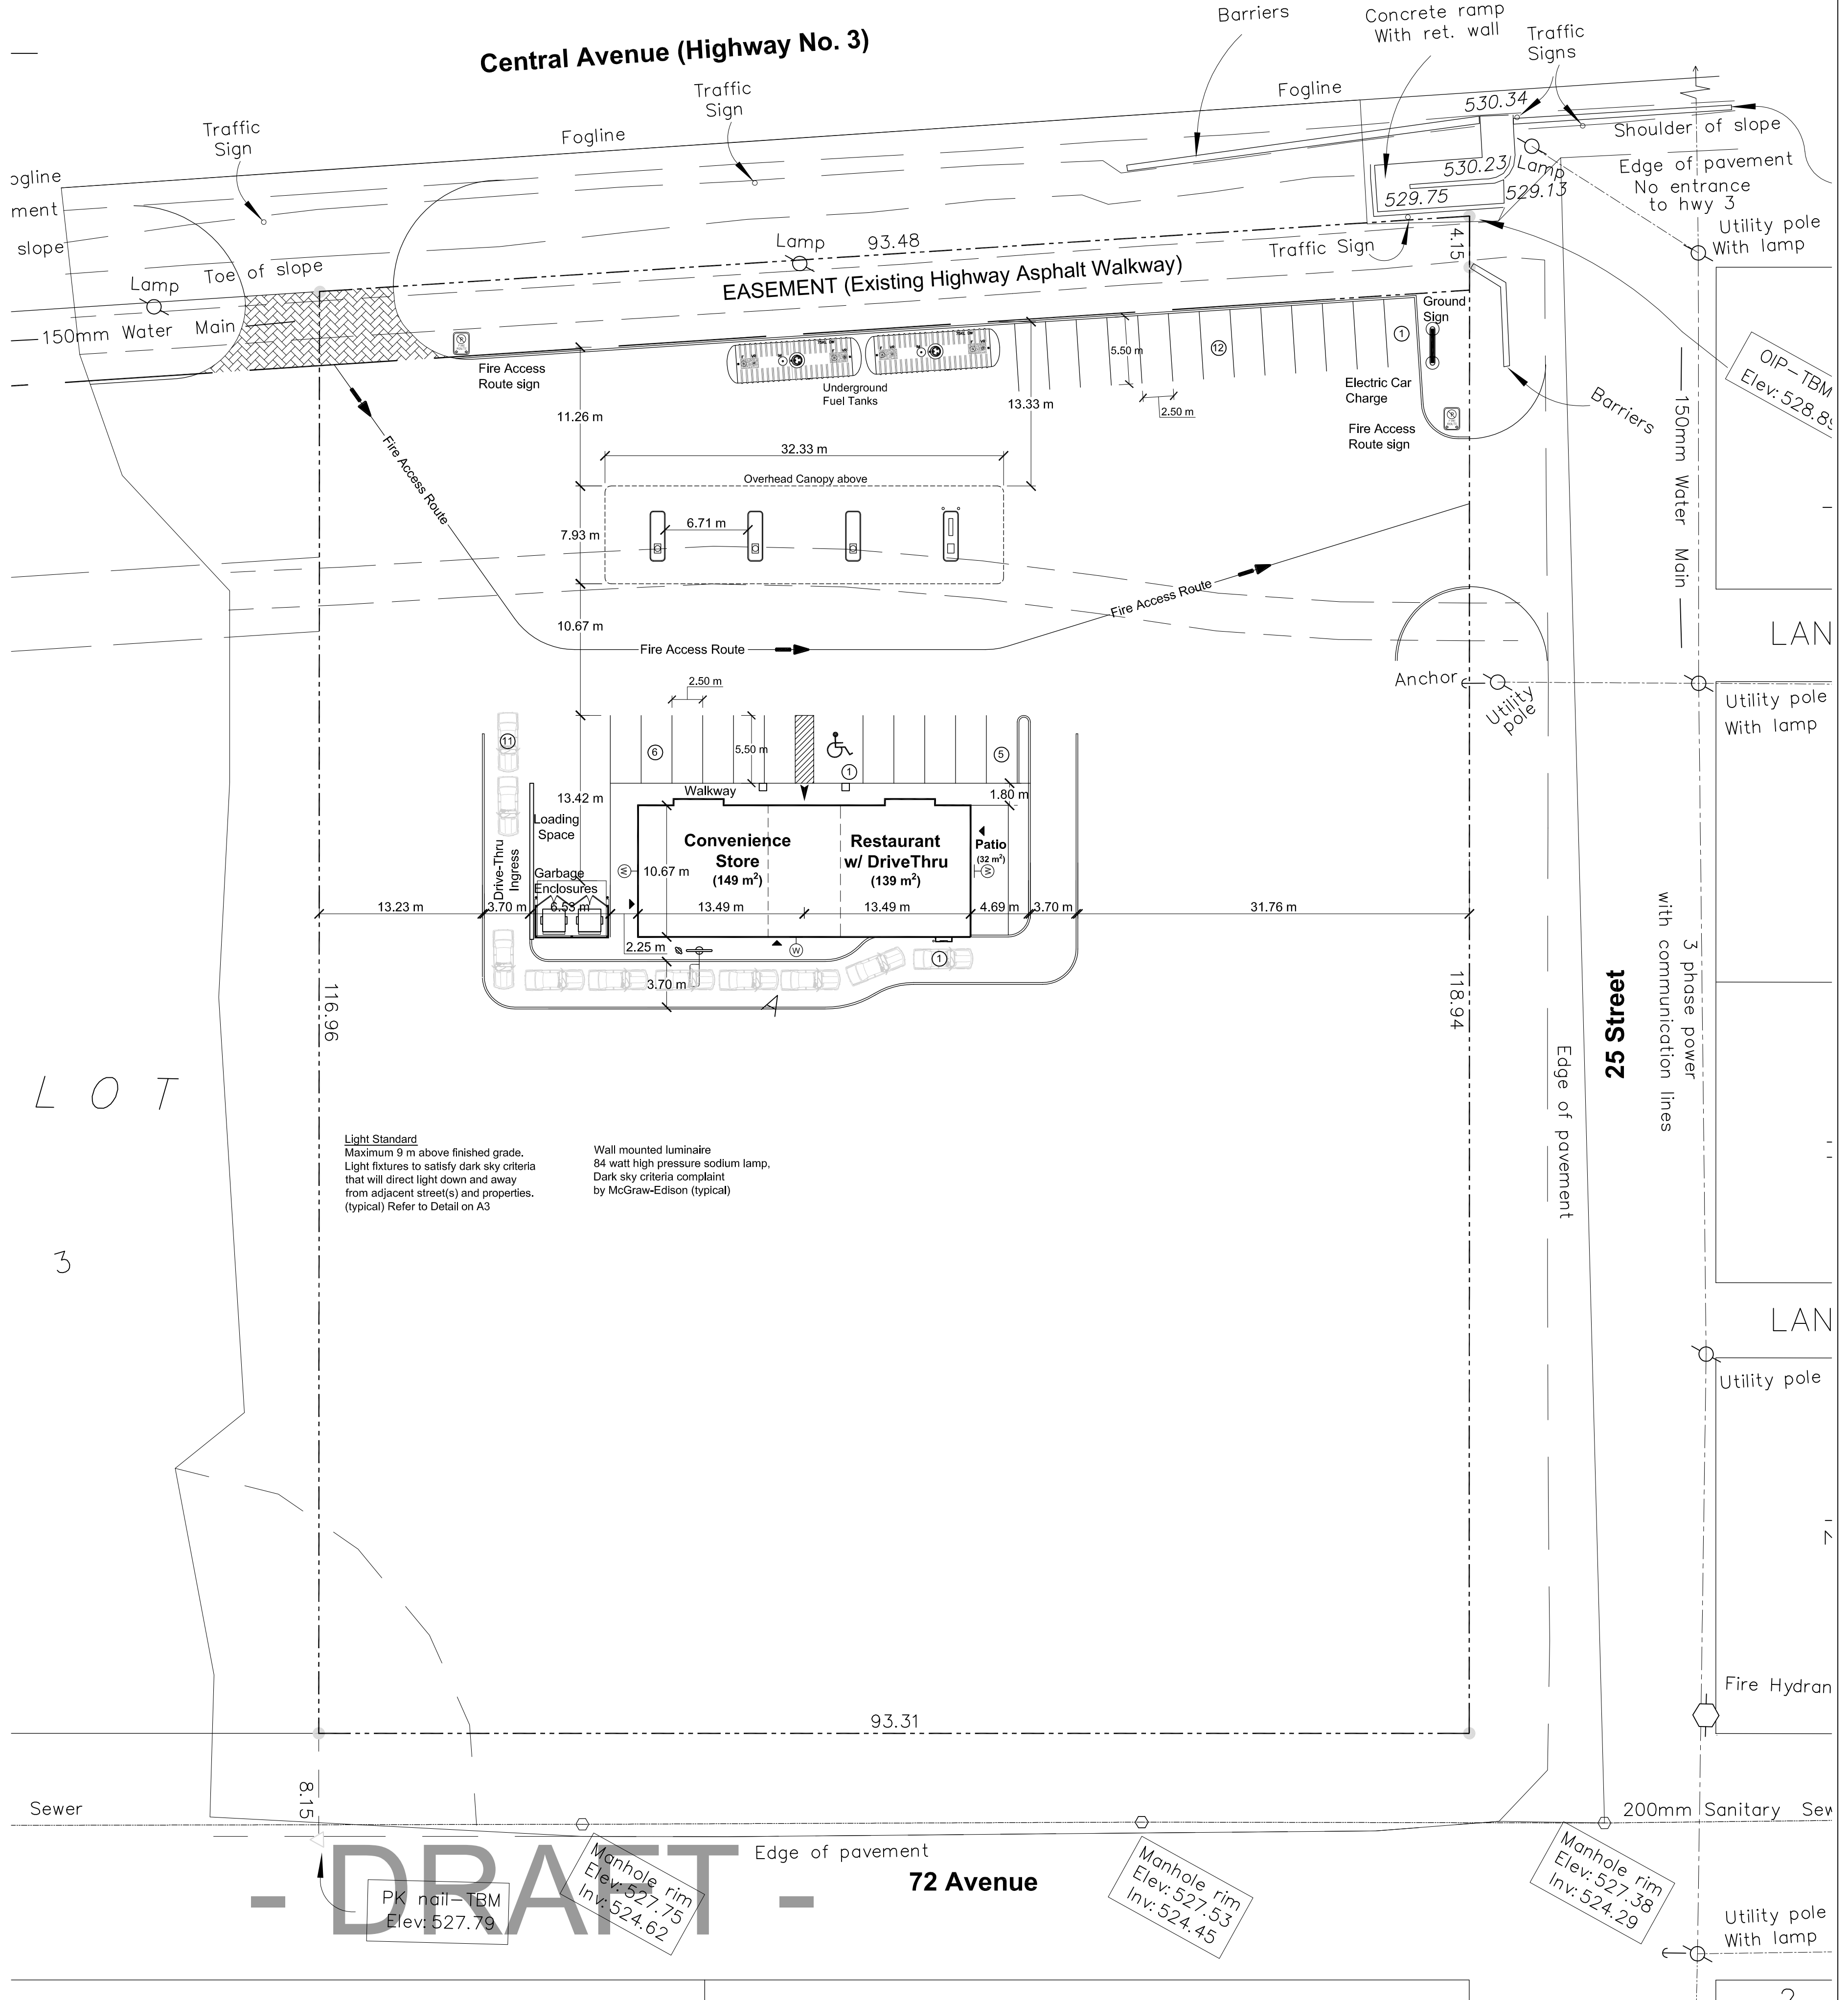 Central Avenue (Highway No. 3)
Barriers
Concrete ramp
With ret. wall
Traffic
Signs
Traffic
Sign
Traffic
Sign
Fogline
Fogline
530.34
Shoulder of slope
Edge of pavement
No entrance
to hwy 3
530.23
Lamp
529.75
529.13
Utility pole
With lamp
ogline
ment
slope
Toe of slope
Lamp
150mm Water Main
Lamp
93.48
Traffic Sign
4.15
EASEMENT (Existing Highway Asphalt Walkway)
Ground
Sign
1
12
5.50 m
2.50 m
Electric Car
Charge
Fire Access
Route sign
Barriers
OIP-TBM
Elev: 528.8
150mm Water Main
Fire Access
Route sign
Underground
Fuel Tanks
11.26 m
13.33 m
32.33 m
Overhead Canopy above
6.71 m
7.93 m
10.67 m
Fire Access Route
Fire Access Route
Fire Access Route
LAN
Anchor
Utility
pole
Utility pole
With lamp
2.50 m
11
6
5.50 m
1
5
13.42 m
Walkway
1.80 m
Loading
Space
Drive-Thru
Ingress
Garbage
Enclosures
Convenience
Store
(149 m²)
Restaurant
w/ DriveThru
(139 m²)
Patio
(32 m²)
W
10.67 m
W
13.23 m
3.70 m
6.53 m
13.49 m
13.49 m
4.69 m
3.70 m
31.76 m
2.25 m
W
1
3.70 m
116.96
118.94
25 Street
3 phase power
with communication lines
Edge of pavement
LOT
3
Light Standard
Maximum 9 m above finished grade.
Light fixtures to satisfy dark sky criteria
that will direct light down and away
from adjacent street(s) and properties.
(typical) Refer to Detail on A3
Wall mounted luminaire
84 watt high pressure sodium lamp,
Dark sky criteria complaint
by McGraw-Edison (typical)
LAN
Utility pole
Fire Hydran
93.31
8.15
Sewer
200mm Sanitary Sew
Edge of pavement
72 Avenue
- DRAFT -
PK nail-TBM
Elev: 527.79
Manhole rim
Elev: 527.75
Inv: 524.62
Manhole rim
Elev: 527.53
Inv: 524.45
Manhole rim
Elev: 527.38
Inv: 524.29
Utility pole
With lamp